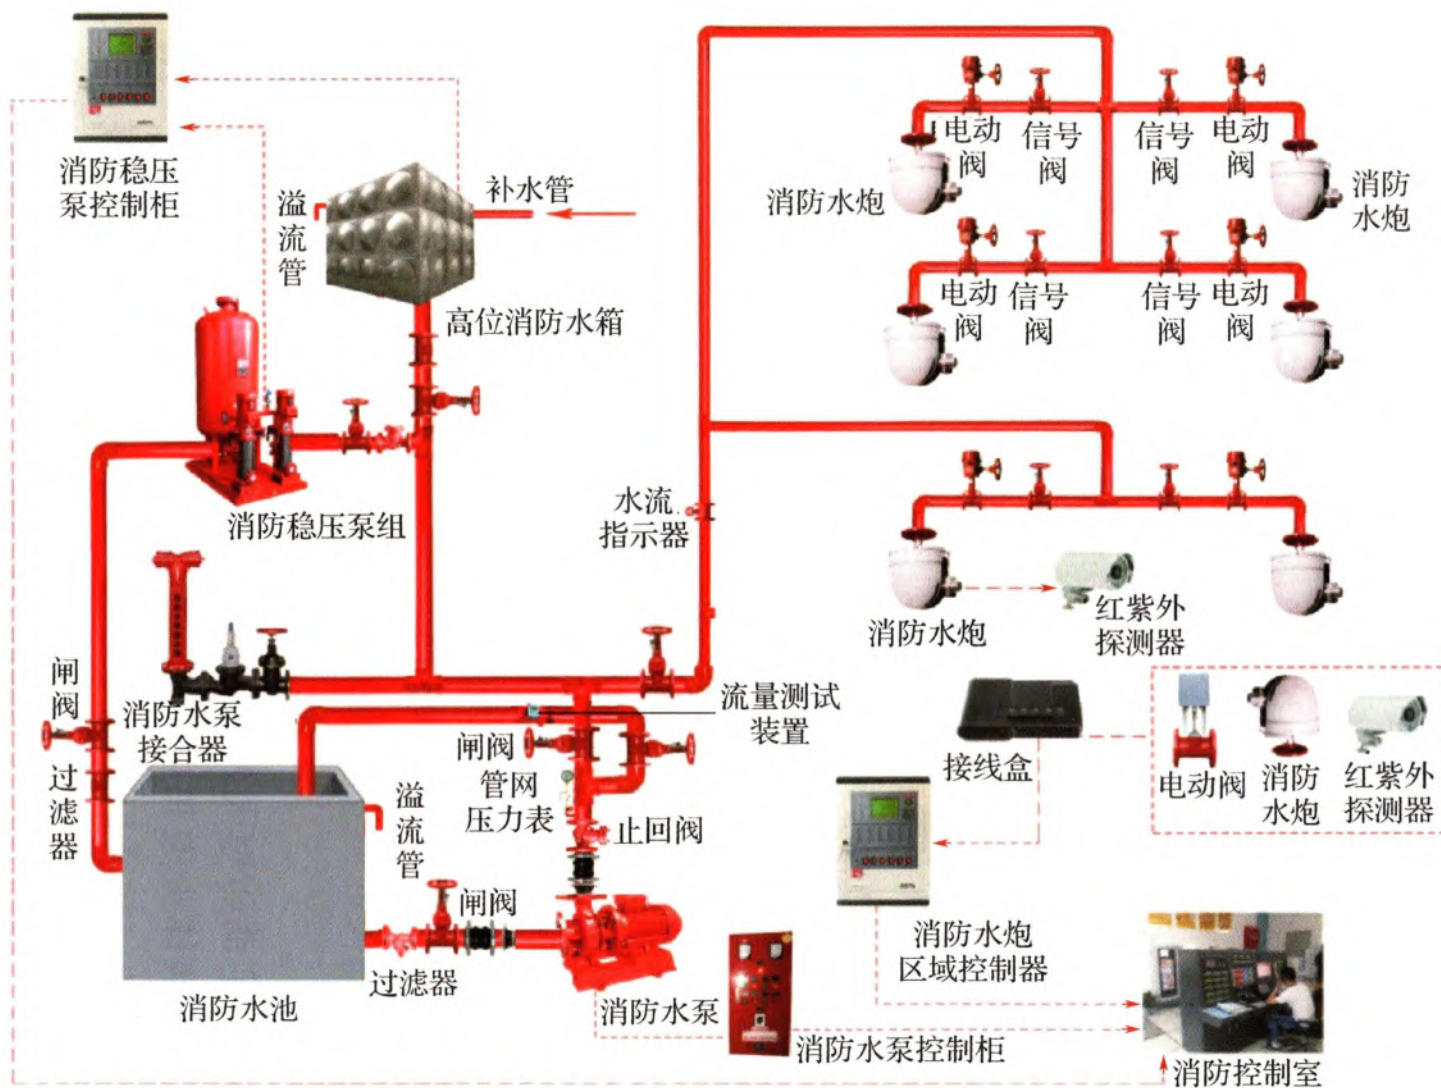 消防稳压
泵控制柜
溢
流
管
补水管
高位消防水箱
电动
阀
信号
阀
信号
阀
电动
阀
消防水炮
消防
水炮
电动
阀
信号
阀
信号
阀
电动
阀
消防稳压泵组
水流
指示器
消防水炮
红紫外
探测器
闸
阀
过
滤
器
消防水泵
接合器
流量测试
装置
闸阀
管网
压力表
止回阀
溢
流
管
闸阀
过滤器
消防水池
消防水泵
消防水泵控制柜
接线盒
电动阀
消防
水炮
红紫外
探测器
消防水炮
区域控制器
消防控制室